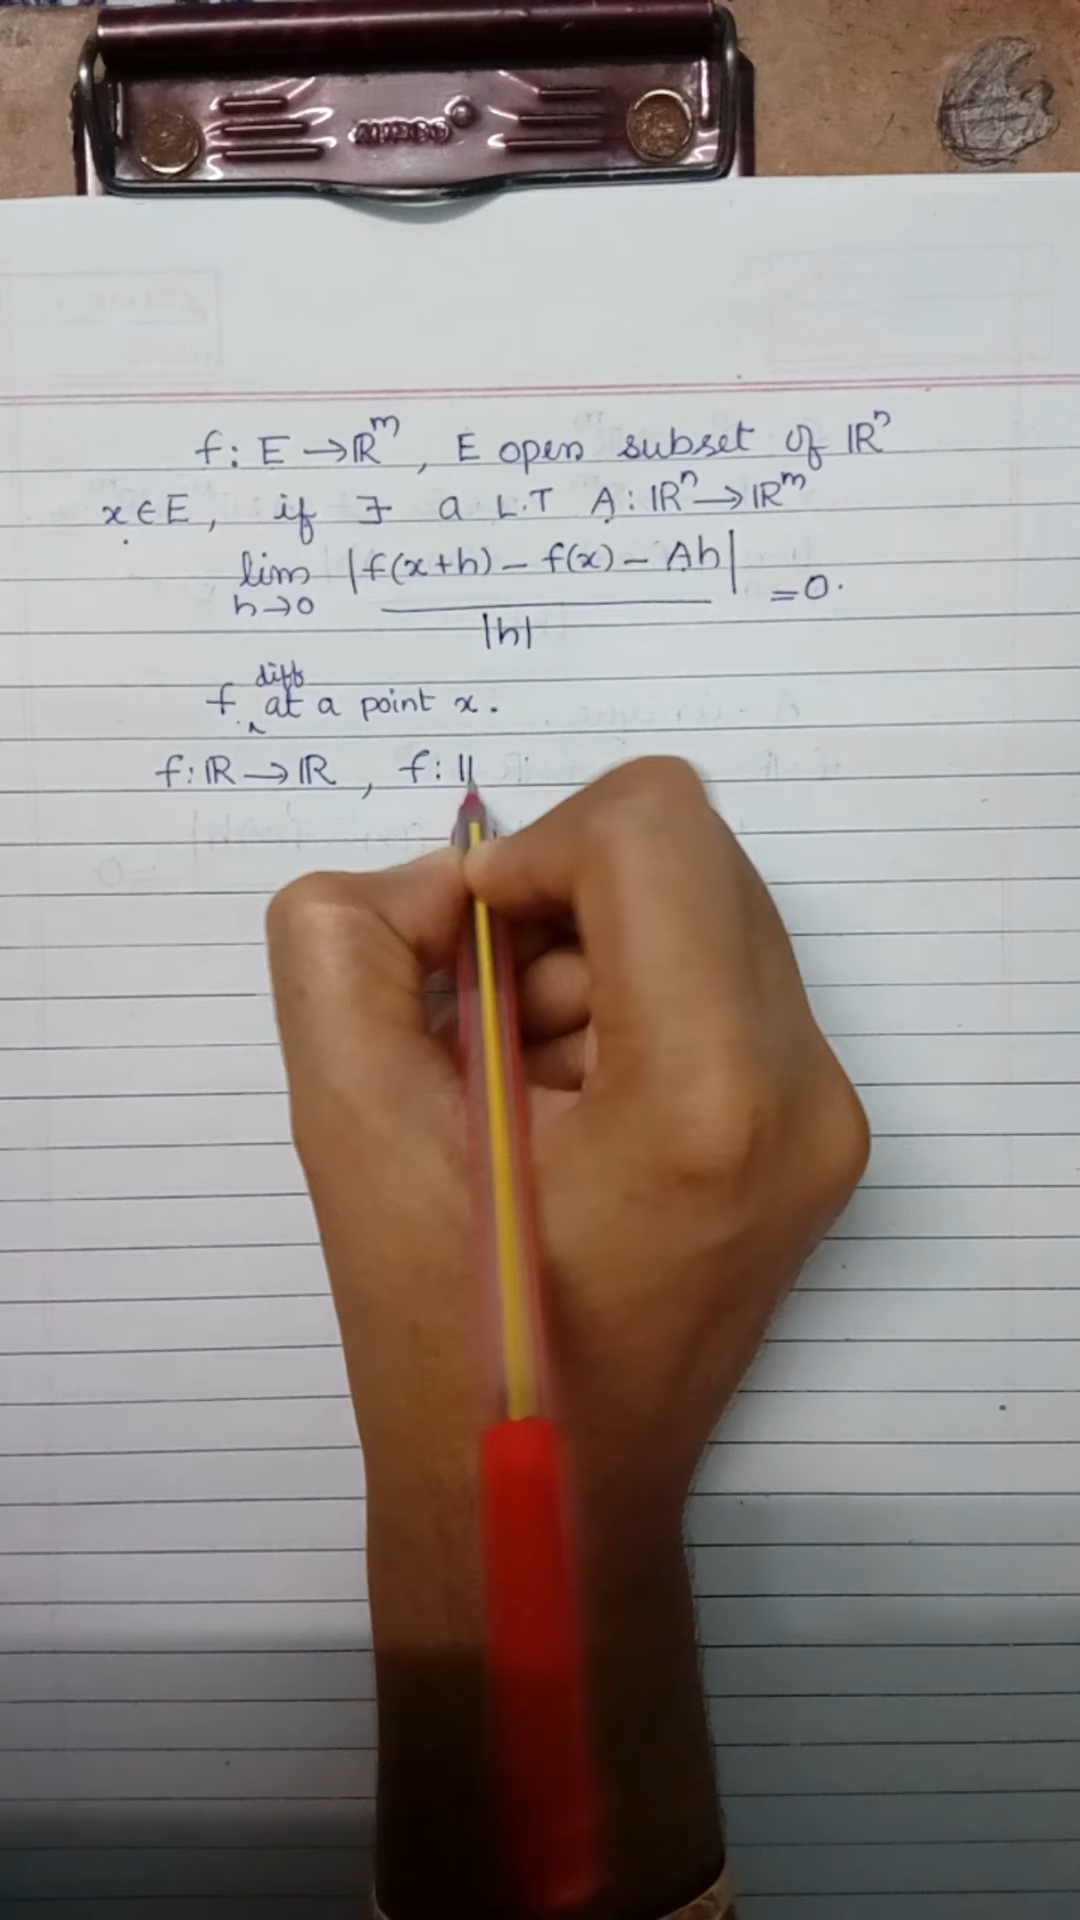 f: E → ℝᵐ, E open subset of ℝⁿ
x ∈ E, if ∃ a L.T A: ℝⁿ → ℝᵐ
lim |f(x+h) – f(x) – Ah|
h→0 = 0.
|h|
diff
f ‸ at a point x.
f: ℝ → ℝ, f: